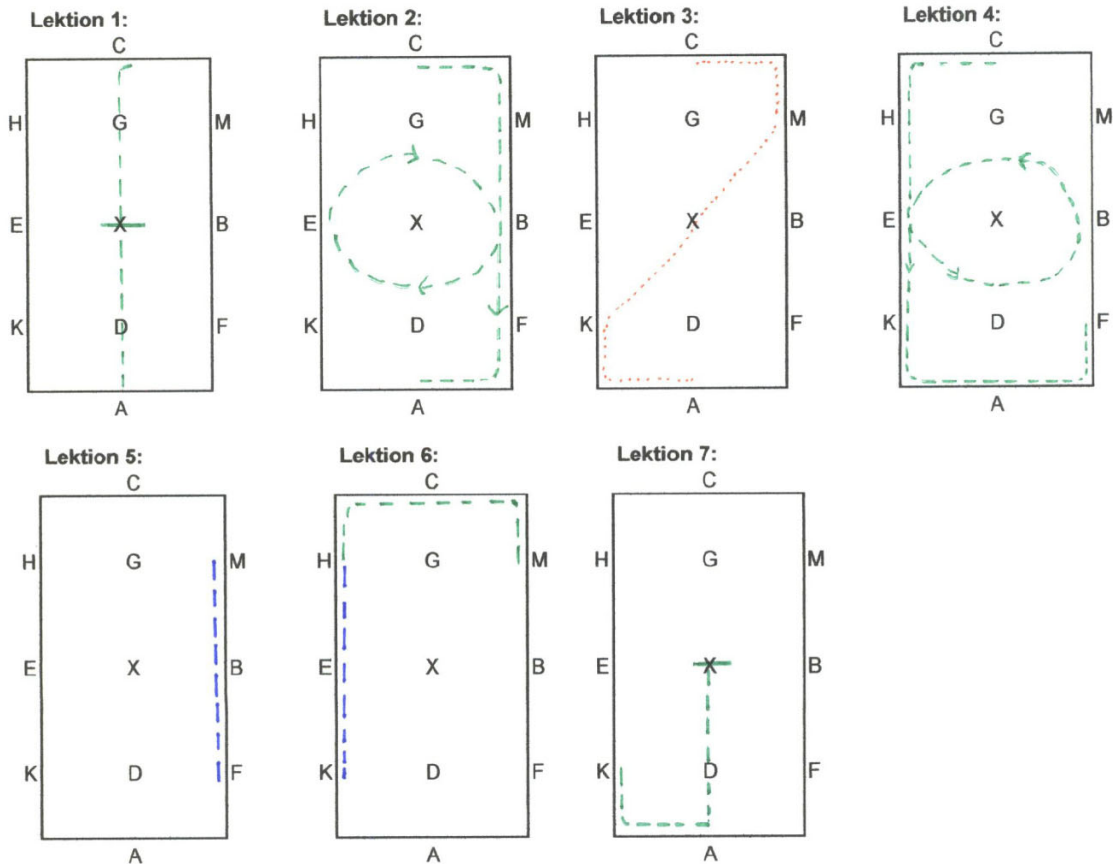 Lektion 1: Lektion 2: Lektion 3: Lektion 4:
C C C C
H G M H G M H G M H G M
E X B E X B E X B E X B
K D F K D F K D F K D F
A A A A
Lektion 5: Lektion 6: Lektion 7:
C C C
H G M H G M H G M
E X B E X B E X B
K D F K D F K D F
A A A